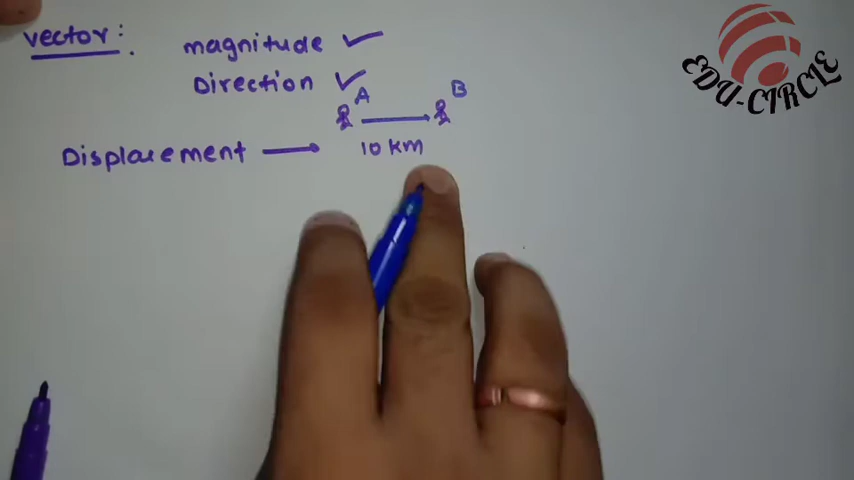 vector:
magnitude ✓
Direction ✓
A B
Displacement → 10 km
EDU-CIRCLE